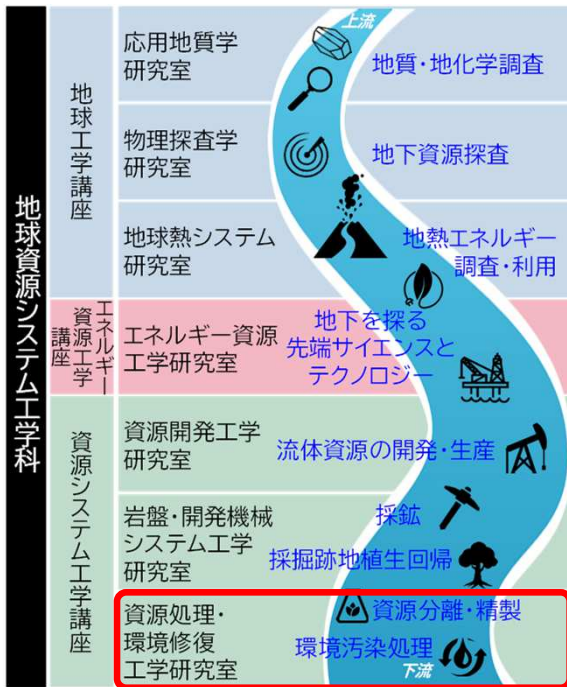 地球資源システム工学科
地球工学講座
応用地質学
研究室
上流
地質・地化学調査
物理探査学
研究室
地下資源探査
地球熱システム
研究室
地熱エネルギー
調査・利用
エネルギー
資源工学
講座
エネルギー資源
工学研究室
地下を探る
先端サイエンスと
テクノロジー
資源システム工学講座
資源開発工学
研究室
流体資源の開発・生産
岩盤・開発機械
システム工学
研究室
採鉱
採掘跡地植生回帰
資源処理・
環境修復
工学研究室
資源分離・精製
環境汚染処理
下流